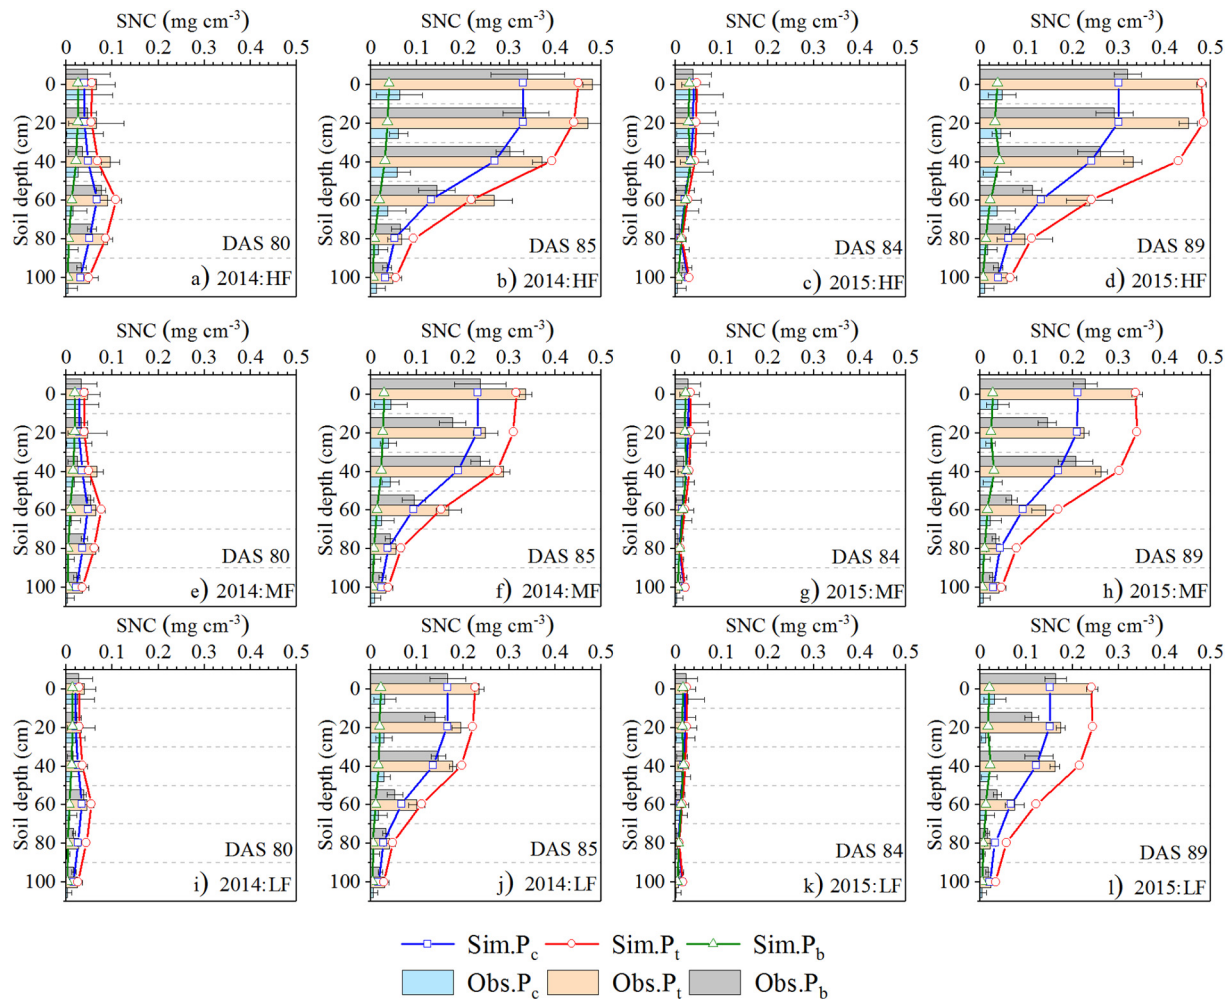 SNC (mg cm⁻³) SNC (mg cm⁻³) SNC (mg cm⁻³) SNC (mg cm⁻³)
0 0.1 0.2 0.3 0.4 0.5 0 0.1 0.2 0.3 0.4 0.5 0 0.1 0.2 0.3 0.4 0.5 0 0.1 0.2 0.3 0.4 0.5
Soil depth (cm) Soil depth (cm) Soil depth (cm) Soil depth (cm)
0 0 0 0
20 20 20 20
40 40 40 40
60 60 60 60
80 80 80 80
DAS 80 DAS 85 DAS 84 DAS 89
100 100 100 100
a) 2014:HF b) 2014:HF c) 2015:HF d) 2015:HF
SNC (mg cm⁻³) SNC (mg cm⁻³) SNC (mg cm⁻³) SNC (mg cm⁻³)
0 0.1 0.2 0.3 0.4 0.5 0 0.1 0.2 0.3 0.4 0.5 0 0.1 0.2 0.3 0.4 0.5 0 0.1 0.2 0.3 0.4 0.5
Soil depth (cm) Soil depth (cm) Soil depth (cm) Soil depth (cm)
0 0 0 0
20 20 20 20
40 40 40 40
60 60 60 60
80 80 80 80
DAS 80 DAS 85 DAS 84 DAS 89
100 100 100 100
e) 2014:MF f) 2014:MF g) 2015:MF h) 2015:MF
SNC (mg cm⁻³) SNC (mg cm⁻³) SNC (mg cm⁻³) SNC (mg cm⁻³)
0 0.1 0.2 0.3 0.4 0.5 0 0.1 0.2 0.3 0.4 0.5 0 0.1 0.2 0.3 0.4 0.5 0 0.1 0.2 0.3 0.4 0.5
Soil depth (cm) Soil depth (cm) Soil depth (cm) Soil depth (cm)
0 0 0 0
20 20 20 20
40 40 40 40
60 60 60 60
80 80 80 80
DAS 80 DAS 85 DAS 84 DAS 89
100 100 100 100
i) 2014:LF j) 2014:LF k) 2015:LF l) 2015:LF
Sim.Pc Sim.Pt Sim.Pb
Obs.Pc Obs.Pt Obs.Pb